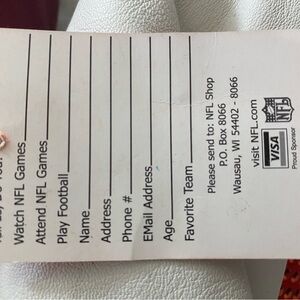 Watch NFL Games
Attend NFL Games
Play Football
Name
Address
Phone #
EMail Address
Age
Favorite Team
Please send to: NFL Shop
P.O. Box 8066
Wausau, WI 54402 - 8066
visit NFL.com
VISA
NFL
Proud Sponsor